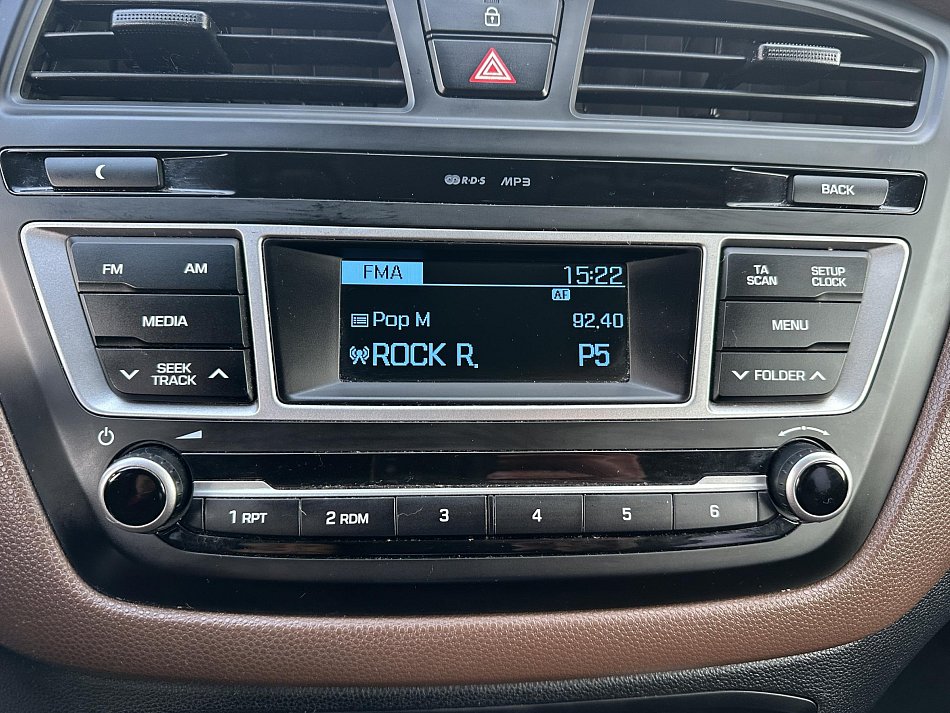 R·D·S MP3
BACK
FM AM
MEDIA
SEEK
TRACK
FMA 15:22
AF
Pop M 92,40
ROCK R. P5
TA
SCAN
SETUP
CLOCK
MENU
FOLDER
1 RPT
2 RDM
3
4
5
6